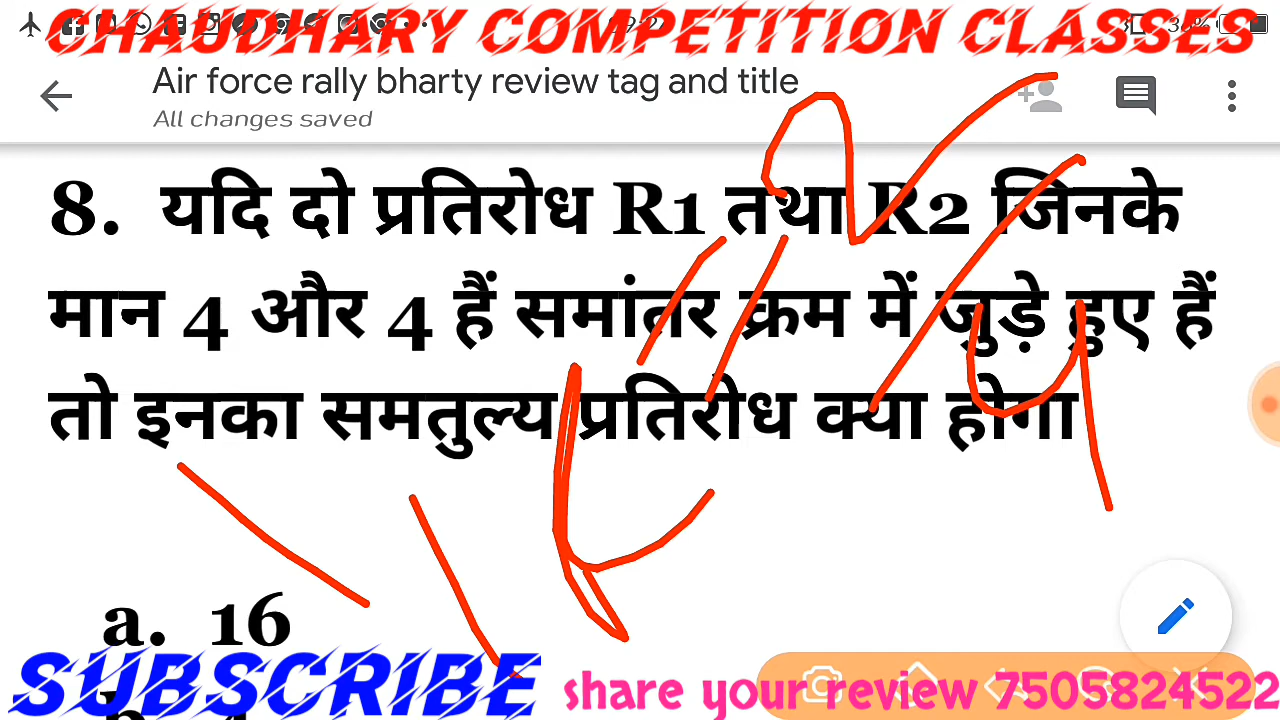 CHAUDHARY COMPETITION CLASSES
Air force rally bharty review tag and title
All changes saved
8. यदि दो प्रतिरोध R1 तथा R2 जिनके
मान 4 और 4 हैं समांतर क्रम में जुड़े हुए हैं
तो इनका समतुल्य प्रतिरोध क्या होगा
a. 16
SUBSCRIBE
share your review 7505824522